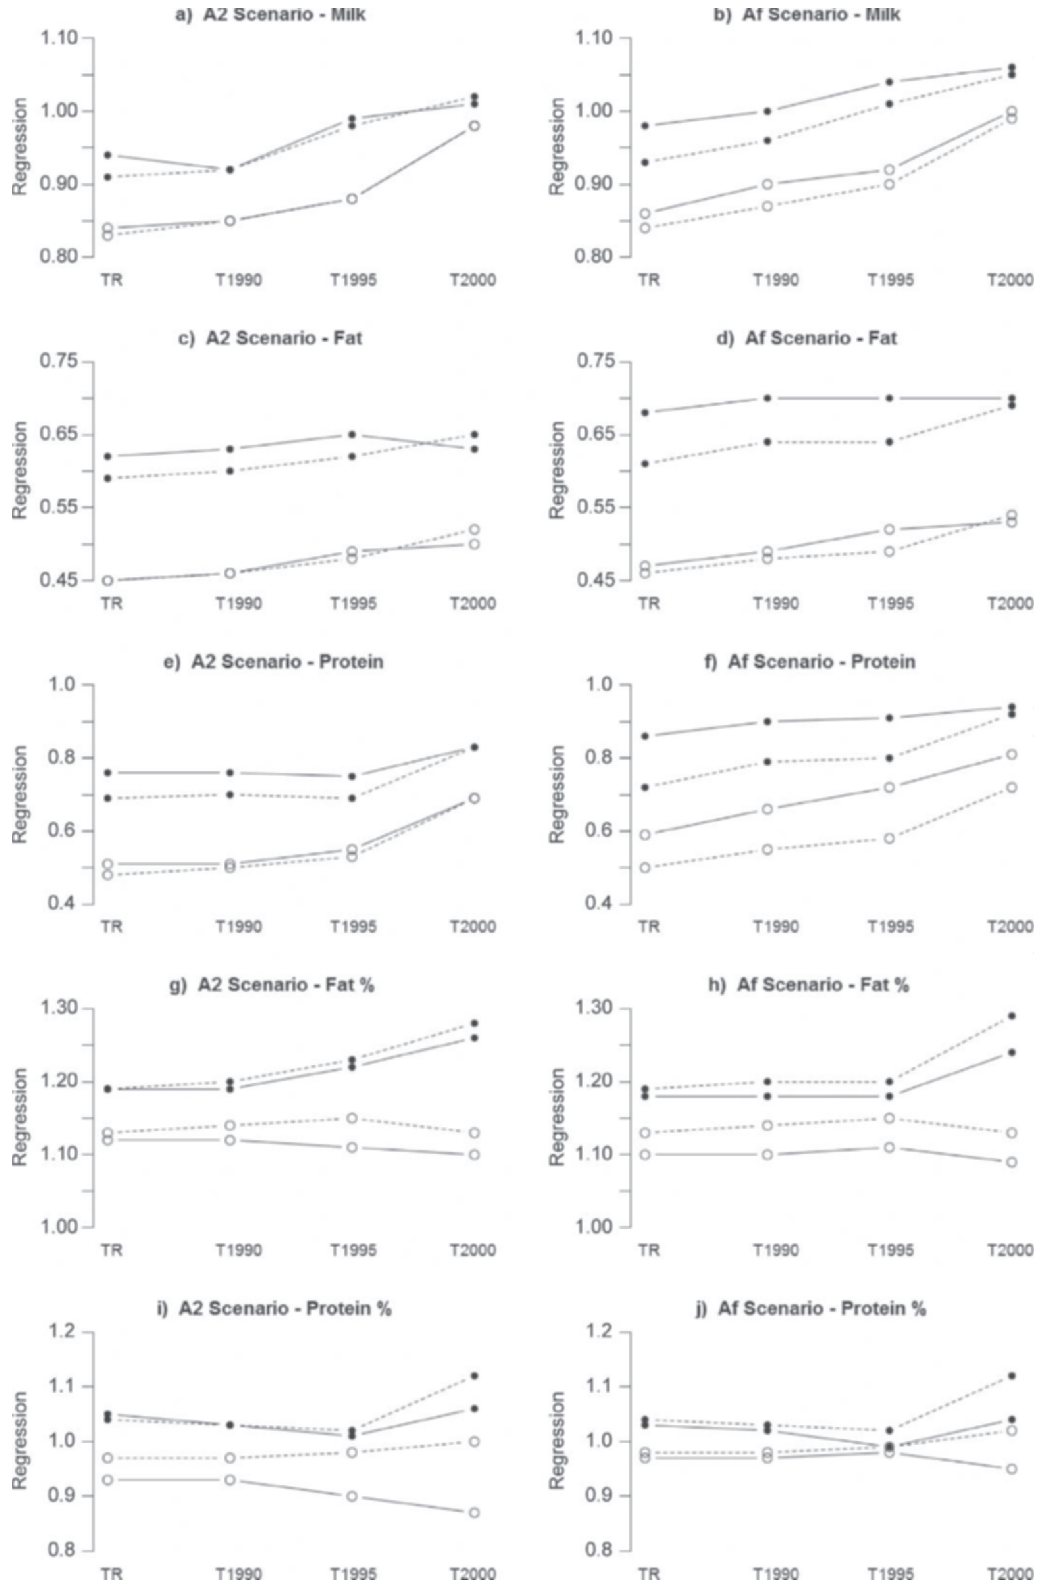 a) A2 Scenario - Milk
b) Af Scenario - Milk
1.10
1.00
0.90
0.80
Regression
TR T1990 T1995 T2000
1.10
1.00
0.90
0.80
Regression
TR T1990 T1995 T2000
c) A2 Scenario - Fat
d) Af Scenario - Fat
0.75
0.65
0.55
0.45
Regression
TR T1990 T1995 T2000
0.75
0.65
0.55
0.45
Regression
TR T1990 T1995 T2000
e) A2 Scenario - Protein
f) Af Scenario - Protein
1.0
0.8
0.6
0.4
Regression
TR T1990 T1995 T2000
1.0
0.8
0.6
0.4
Regression
TR T1990 T1995 T2000
g) A2 Scenario - Fat %
h) Af Scenario - Fat %
1.30
1.20
1.10
1.00
Regression
TR T1990 T1995 T2000
1.30
1.20
1.10
1.00
Regression
TR T1990 T1995 T2000
i) A2 Scenario - Protein %
j) Af Scenario - Protein %
1.2
1.1
1.0
0.9
0.8
Regression
TR T1990 T1995 T2000
1.2
1.1
1.0
0.9
0.8
Regression
TR T1990 T1995 T2000